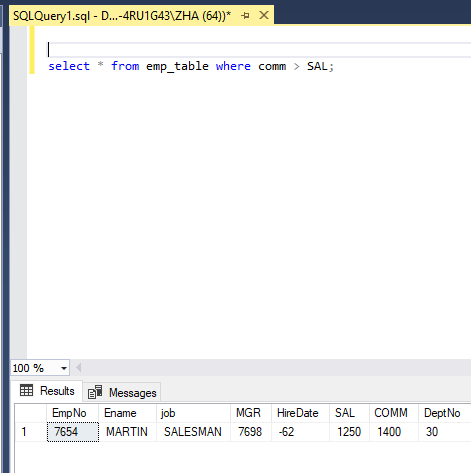 SQLQuery1.sql - D...-4RU1G43\ZHA (64))*
select * from emp_table where comm > SAL;
100 %
Results Messages
EmpNo Ename job MGR HireDate SAL COMM DeptNo
1 7654 MARTIN SALESMAN 7698 -62 1250 1400 30